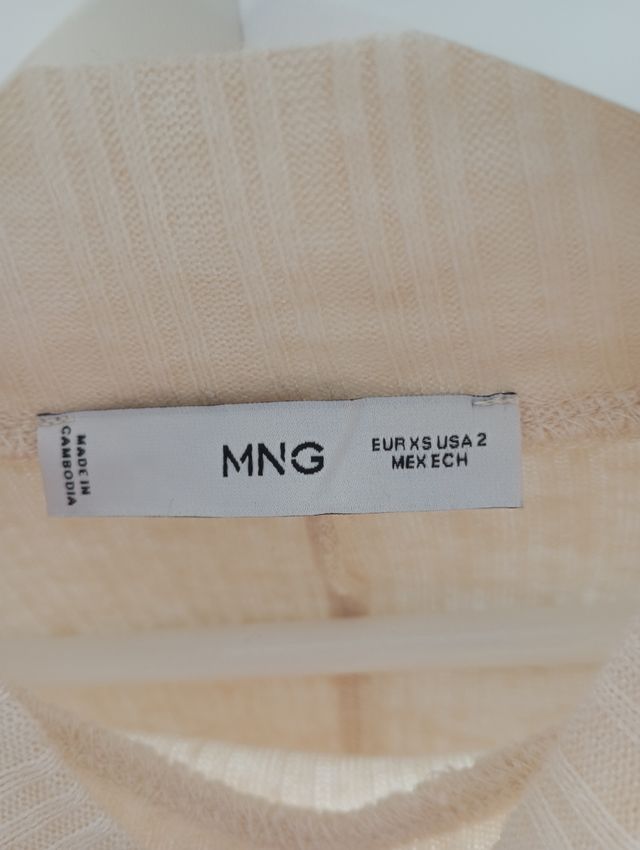 MADE IN
CAMBODIA
MNG
EUR XS USA 2
MEX ECH